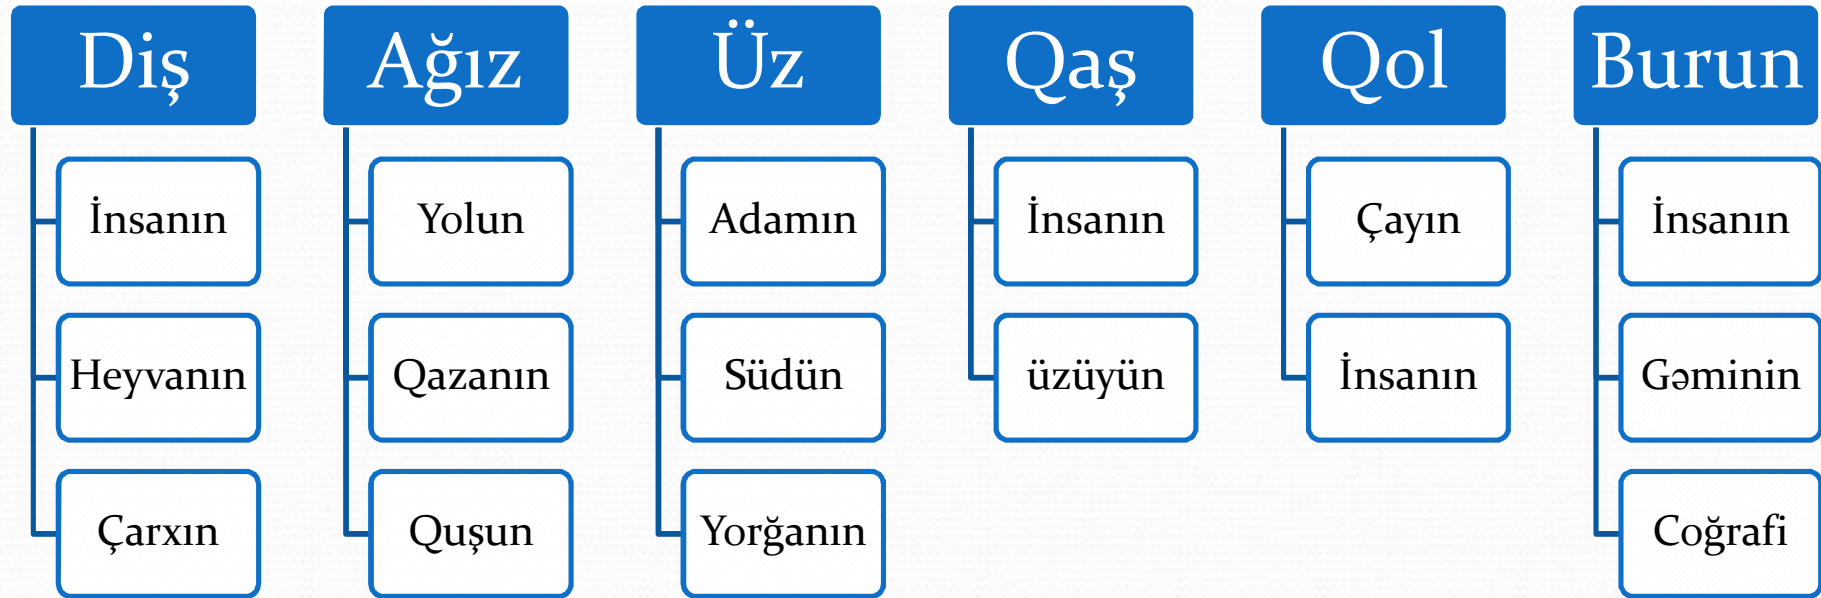 Diş
İnsanın
Heyvanın
Çarxın
Ağız
Yolun
Qazanın
Quşun
Üz
Adamın
Südün
Yorğanın
Qaş
İnsanın
üzüyün
Qol
Çayın
İnsanın
Burun
İnsanın
Gəminin
Coğrafi